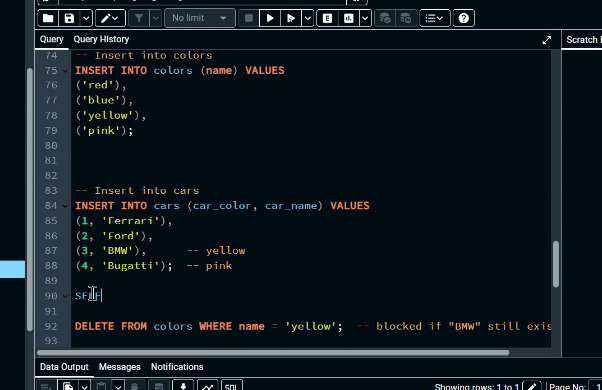 No limit
Query Query History
Scratch
74 -- Insert into colors
75 INSERT INTO colors (name) VALUES
76 ('red'),
77 ('blue'),
78 ('yellow'),
79 ('pink');
80
81
82
83 -- Insert into cars
84 INSERT INTO cars (car_color, car_name) VALUES
85 (1, 'Ferrari'),
86 (2, 'Ford'),
87 (3, 'BMW'), -- yellow
88 (4, 'Bugatti'); -- pink
89
90
91
92 DELETE FROM colors WHERE name = 'yellow'; -- blocked if "BMW" still exis
93
Data Output Messages Notifications
SQL Showing rows: 1 to 1 Page No: 1